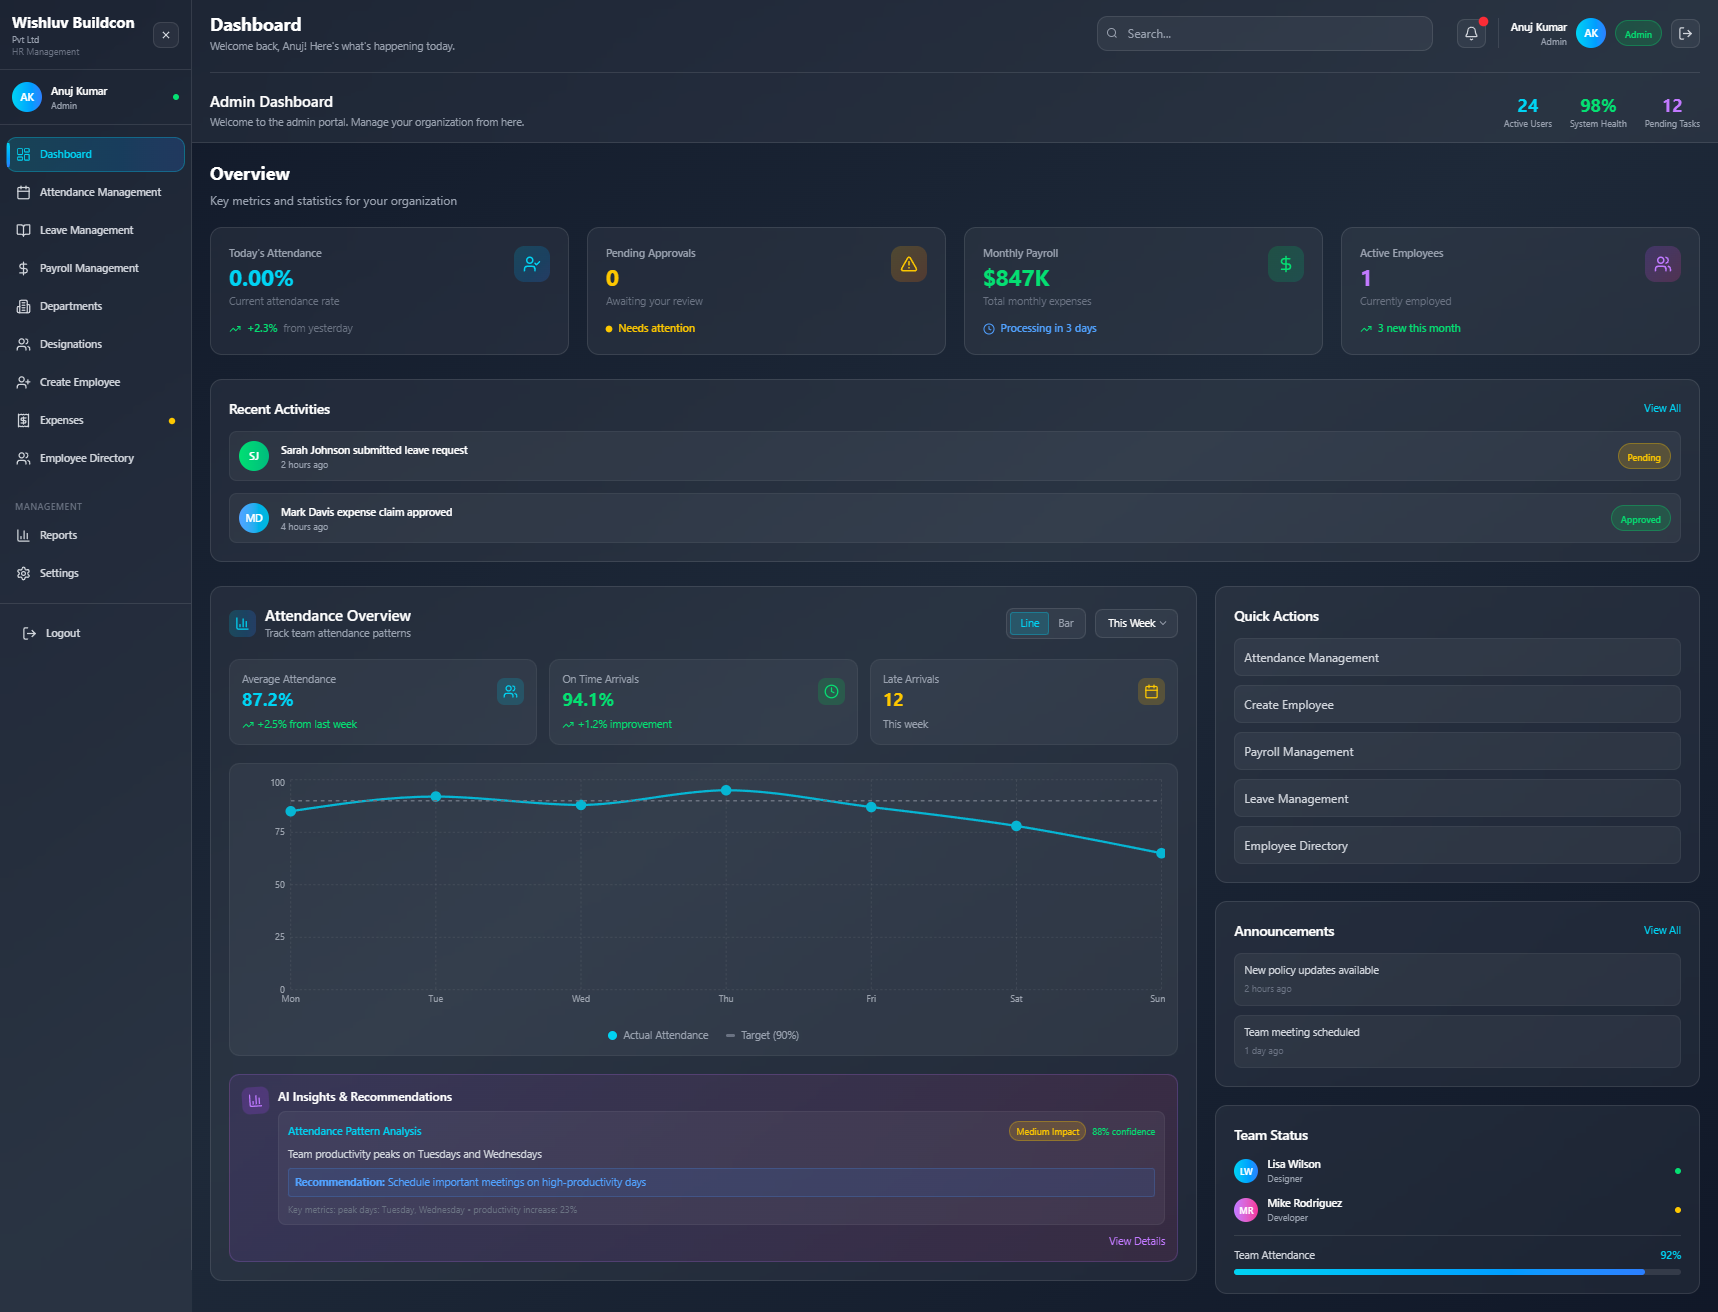 Wishluv Buildcon
Pvt Ltd
HR Management
AK
Anuj Kumar
Admin
Dashboard
Attendance Management
Leave Management
Payroll Management
Departments
Designations
Create Employee
Expenses
Employee Directory
MANAGEMENT
Reports
Settings
Logout
Dashboard
Welcome back, Anuj! Here's what's happening today.
Search...
Anuj Kumar
Admin
AK
Admin
Admin Dashboard
Welcome to the admin portal. Manage your organization from here.
24
Active Users
98%
System Health
12
Pending Tasks
Overview
Key metrics and statistics for your organization
Today's Attendance
0.00%
Current attendance rate
+2.3% from yesterday
Pending Approvals
0
Awaiting your review
Needs attention
Monthly Payroll
$847K
Total monthly expenses
Processing in 3 days
Active Employees
1
Currently employed
3 new this month
Recent Activities
View All
SJ
Sarah Johnson submitted leave request
2 hours ago
Pending
MD
Mark Davis expense claim approved
4 hours ago
Approved
Attendance Overview
Track team attendance patterns
Line
Bar
This Week
Average Attendance
87.2%
+2.5% from last week
On Time Arrivals
94.1%
+1.2% improvement
Late Arrivals
12
This week
100
75
50
25
0
Mon
Tue
Wed
Thu
Fri
Sat
Sun
Actual Attendance
Target (90%)
AI Insights & Recommendations
Attendance Pattern Analysis
Medium Impact
88% confidence
Team productivity peaks on Tuesdays and Wednesdays
Recommendation: Schedule important meetings on high-productivity days
Key metrics: peak days: Tuesday, Wednesday • productivity increase: 23%
View Details
Quick Actions
Attendance Management
Create Employee
Payroll Management
Leave Management
Employee Directory
Announcements
View All
New policy updates available
2 hours ago
Team meeting scheduled
1 day ago
Team Status
LW
Lisa Wilson
Designer
MR
Mike Rodriguez
Developer
Team Attendance
92%